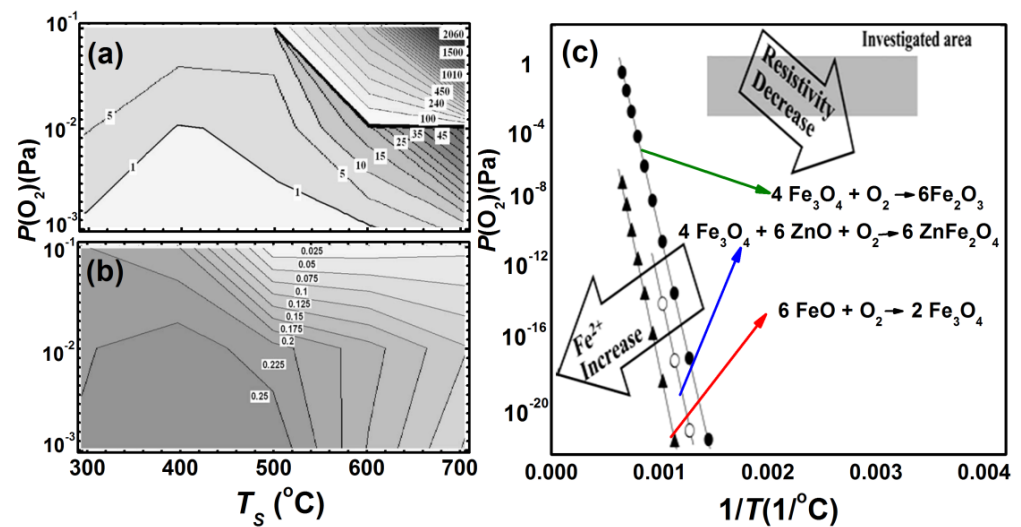 (a)
P(O₂)(Pa)
10⁻¹
10⁻²
10⁻³
5
1
1
5
10
15
25
35
45
100
240
450
1010
1500
2060
(b)
10⁻¹
10⁻²
10⁻³
0.025
0.05
0.075
0.1
0.125
0.15
0.175
0.2
0.225
0.25
300 400 500 600 700
T_S (°C)
(c)
P(O₂)(Pa)
1
10⁻⁴
10⁻⁸
10⁻¹²
10⁻¹⁶
10⁻²⁰
Investigated area
Resistivity
Decrease
4 Fe₃O₄ + O₂ →6Fe₂O₃
4 Fe₃O₄ + 6 ZnO + O₂→6 ZnFe₂O₄
6 FeO + O₂→ 2 Fe₃O₄
Fe²⁺
Increase
0.000 0.001 0.002 0.003 0.004
1/T(1/°C)